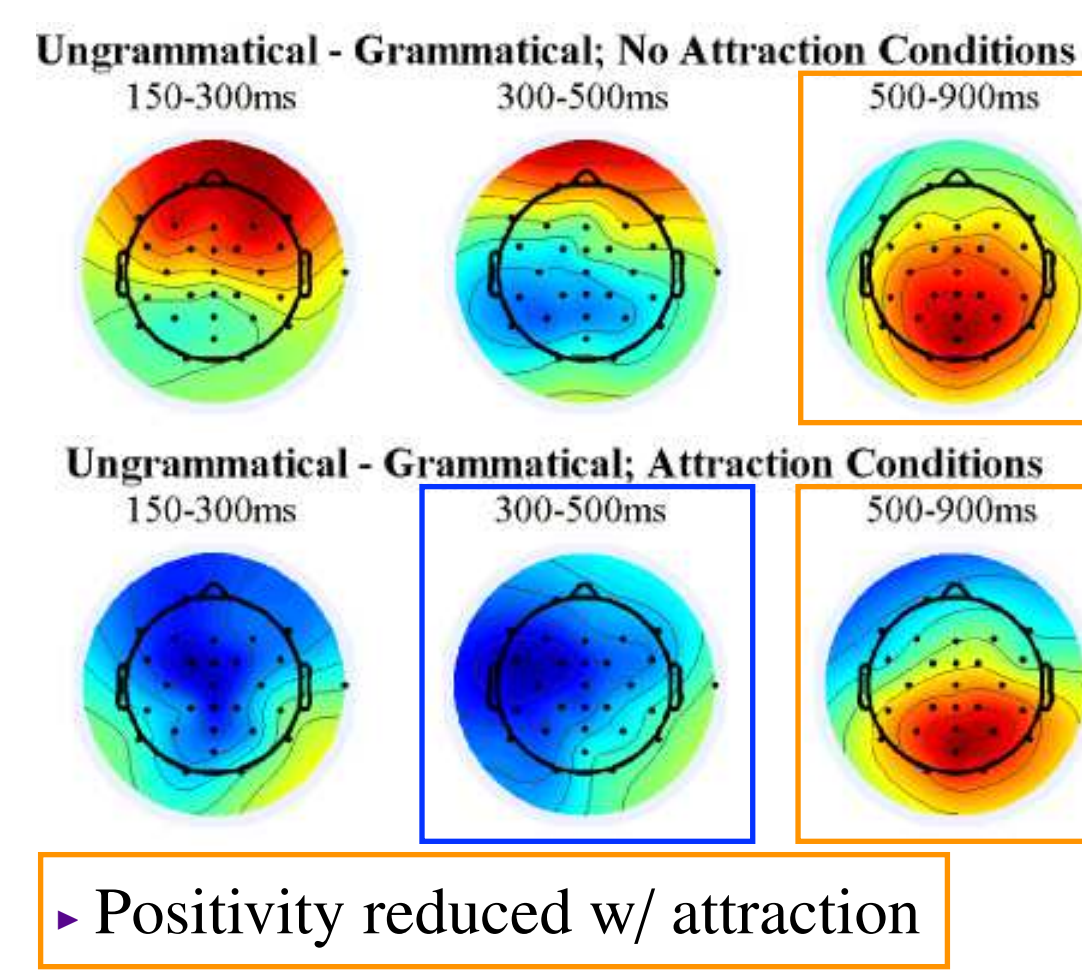 Ungrammatical - Grammatical; No Attraction Conditions
150-300ms 300-500ms 500-900ms
Ungrammatical - Grammatical; Attraction Conditions
150-300ms 300-500ms 500-900ms
▸ Positivity reduced w/ attraction